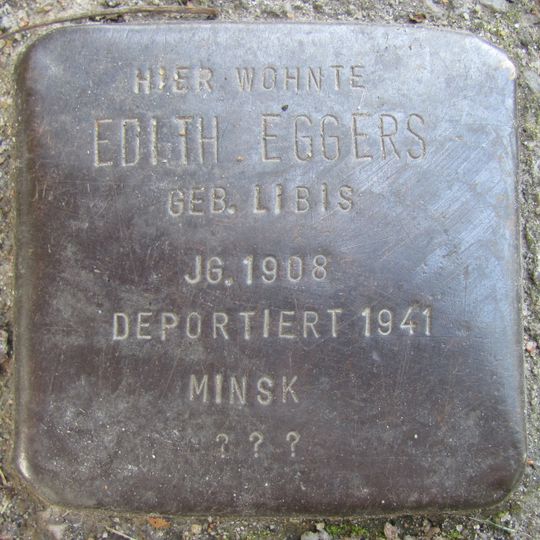 HIER WOHNTE
EDITH EGGERS
GEB. LIBIS
JG. 1908
DEPORTIERT 1941
MINSK
? ? ?